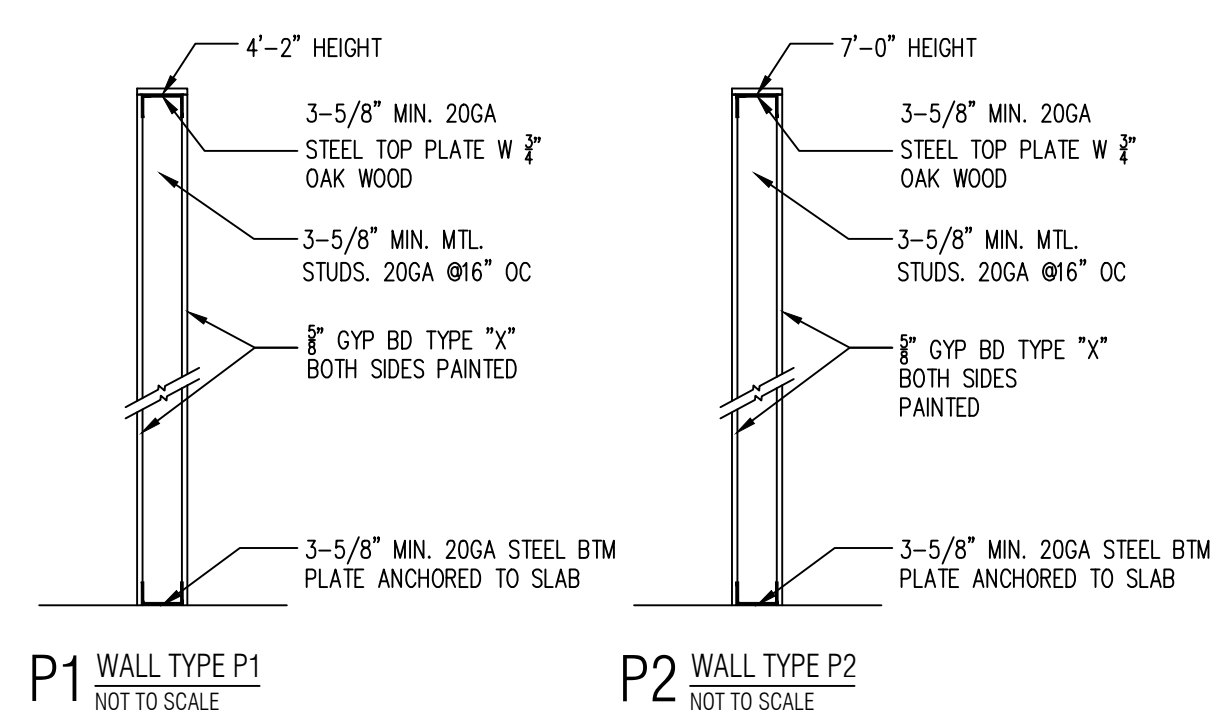 4'-2" HEIGHT
3-5/8" MIN. 20GA
STEEL TOP PLATE W 3/4"
OAK WOOD
3-5/8" MIN. MTL.
STUDS. 20GA @16" OC
5/8" GYP BD TYPE "X"
BOTH SIDES PAINTED
3-5/8" MIN. 20GA STEEL BTM
PLATE ANCHORED TO SLAB
P1 WALL TYPE P1
NOT TO SCALE
7'-0" HEIGHT
3-5/8" MIN. 20GA
STEEL TOP PLATE W 3/4"
OAK WOOD
3-5/8" MIN. MTL.
STUDS. 20GA @16" OC
5/8" GYP BD TYPE "X"
BOTH SIDES
PAINTED
3-5/8" MIN. 20GA STEEL BTM
PLATE ANCHORED TO SLAB
P2 WALL TYPE P2
NOT TO SCALE